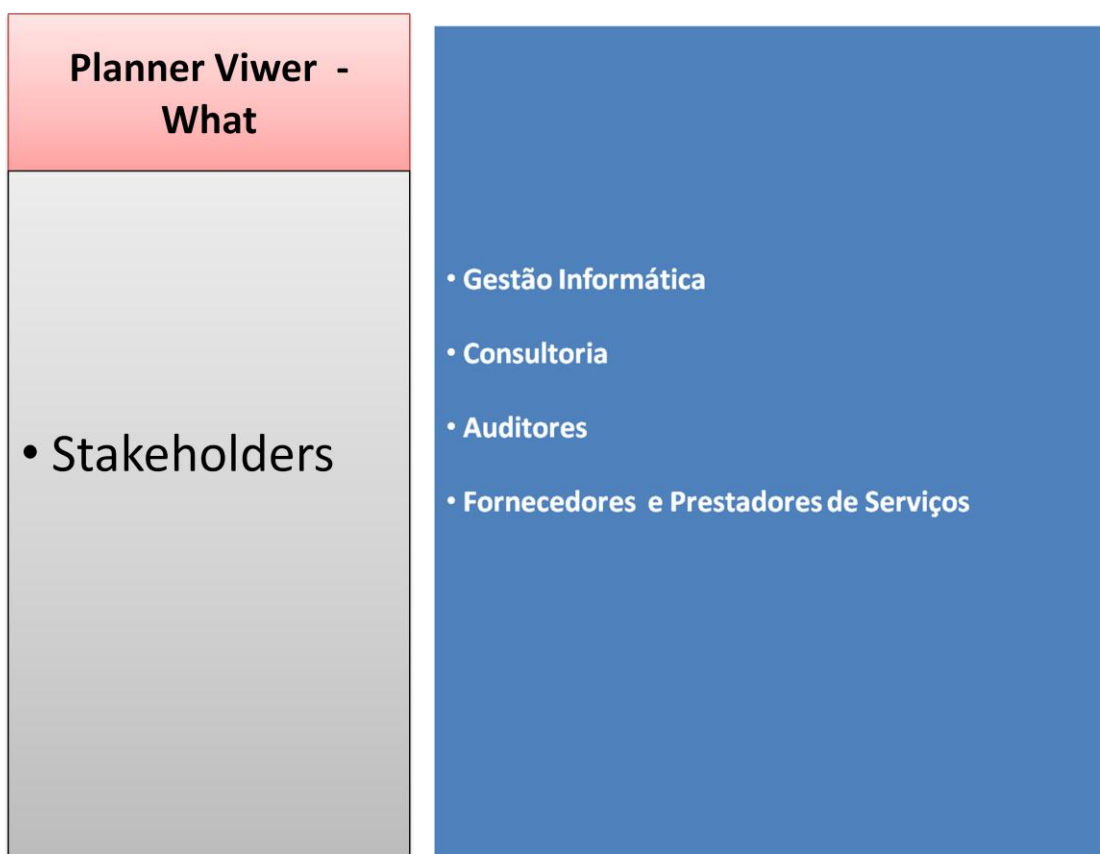 Planner Viwer -
What
• Stakeholders
• Gestão Informática
• Consultoria
• Auditores
• Fornecedores e Prestadores de Serviços